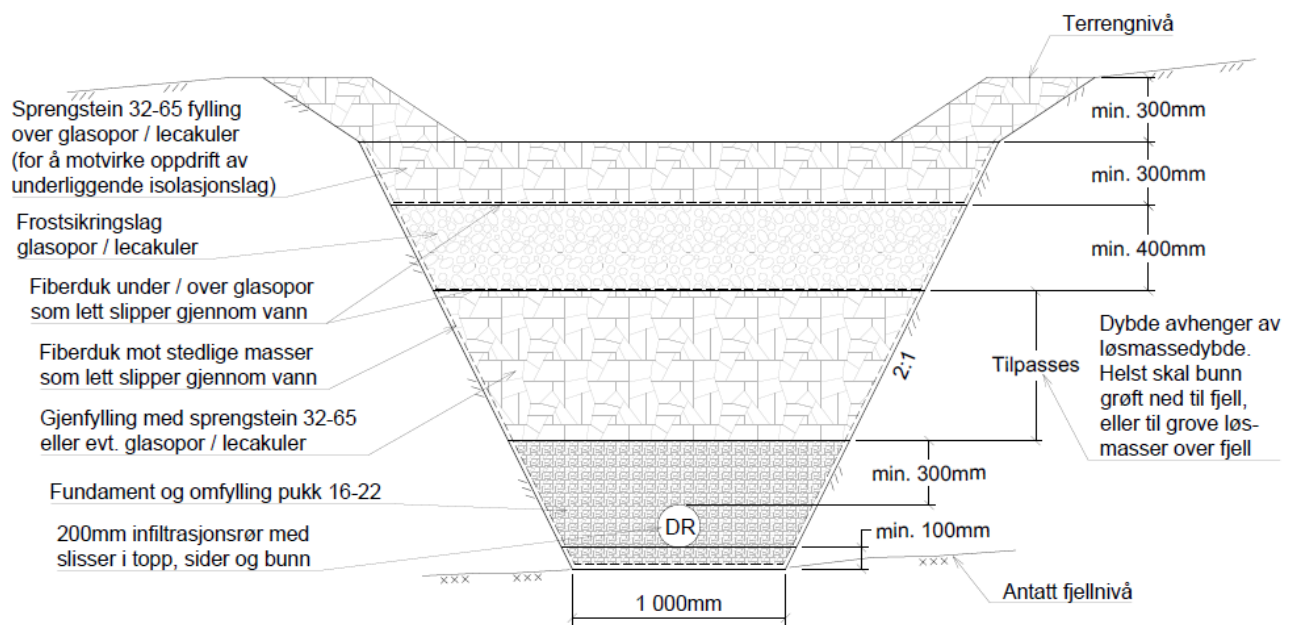 Terrengnivå
Sprengstein 32-65 fylling
over glasopor / lecakuler
(for å motvirke oppdrift av
underliggende isolasjonslag)
Frostsikringslag
glasopor / lecakuler
Fiberduk under / over glasopor
som lett slipper gjennom vann
Fiberduk mot stedlige masser
som lett slipper gjennom vann
Gjenfylling med sprengstein 32-65
eller evt. glasopor / lecakuler
Fundament og omfylling pukk 16-22
200mm infiltrasjonsrør med
slisser i topp, sider og bunn
DR
1 000mm
2:1
min. 300mm
min. 300mm
min. 400mm
Tilpasses
min. 300mm
min. 100mm
Dybde avhenger av
løsmassedybde.
Helst skal bunn
grøft ned til fjell,
eller til grove løs-
masser over fjell
Antatt fjellnivå